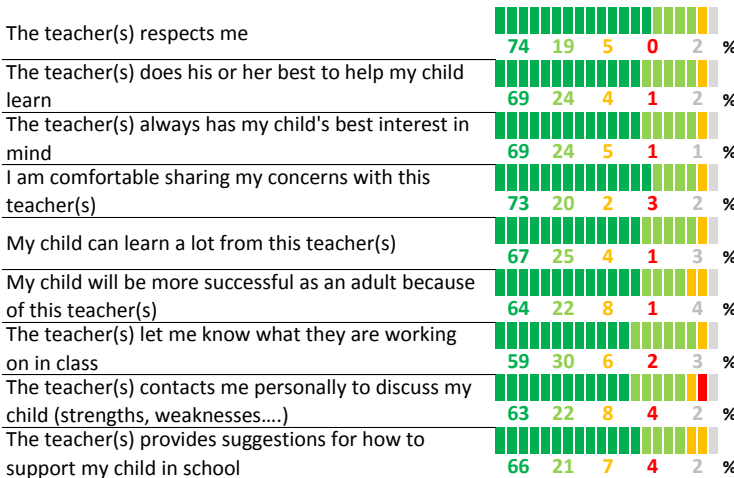 The teacher(s) respects me
74 19 5 0 2 %
The teacher(s) does his or her best to help my child
learn
69 24 4 1 2 %
The teacher(s) always has my child's best interest in
mind
69 24 5 1 1 %
I am comfortable sharing my concerns with this
teacher(s)
73 20 2 3 2 %
My child can learn a lot from this teacher(s)
67 25 4 1 3 %
My child will be more successful as an adult because
of this teacher(s)
64 22 8 1 4 %
The teacher(s) let me know what they are working
on in class
59 30 6 2 3 %
The teacher(s) contacts me personally to discuss my
child (strengths, weaknesses....)
63 22 8 4 2 %
The teacher(s) provides suggestions for how to
support my child in school
66 21 7 4 2 %